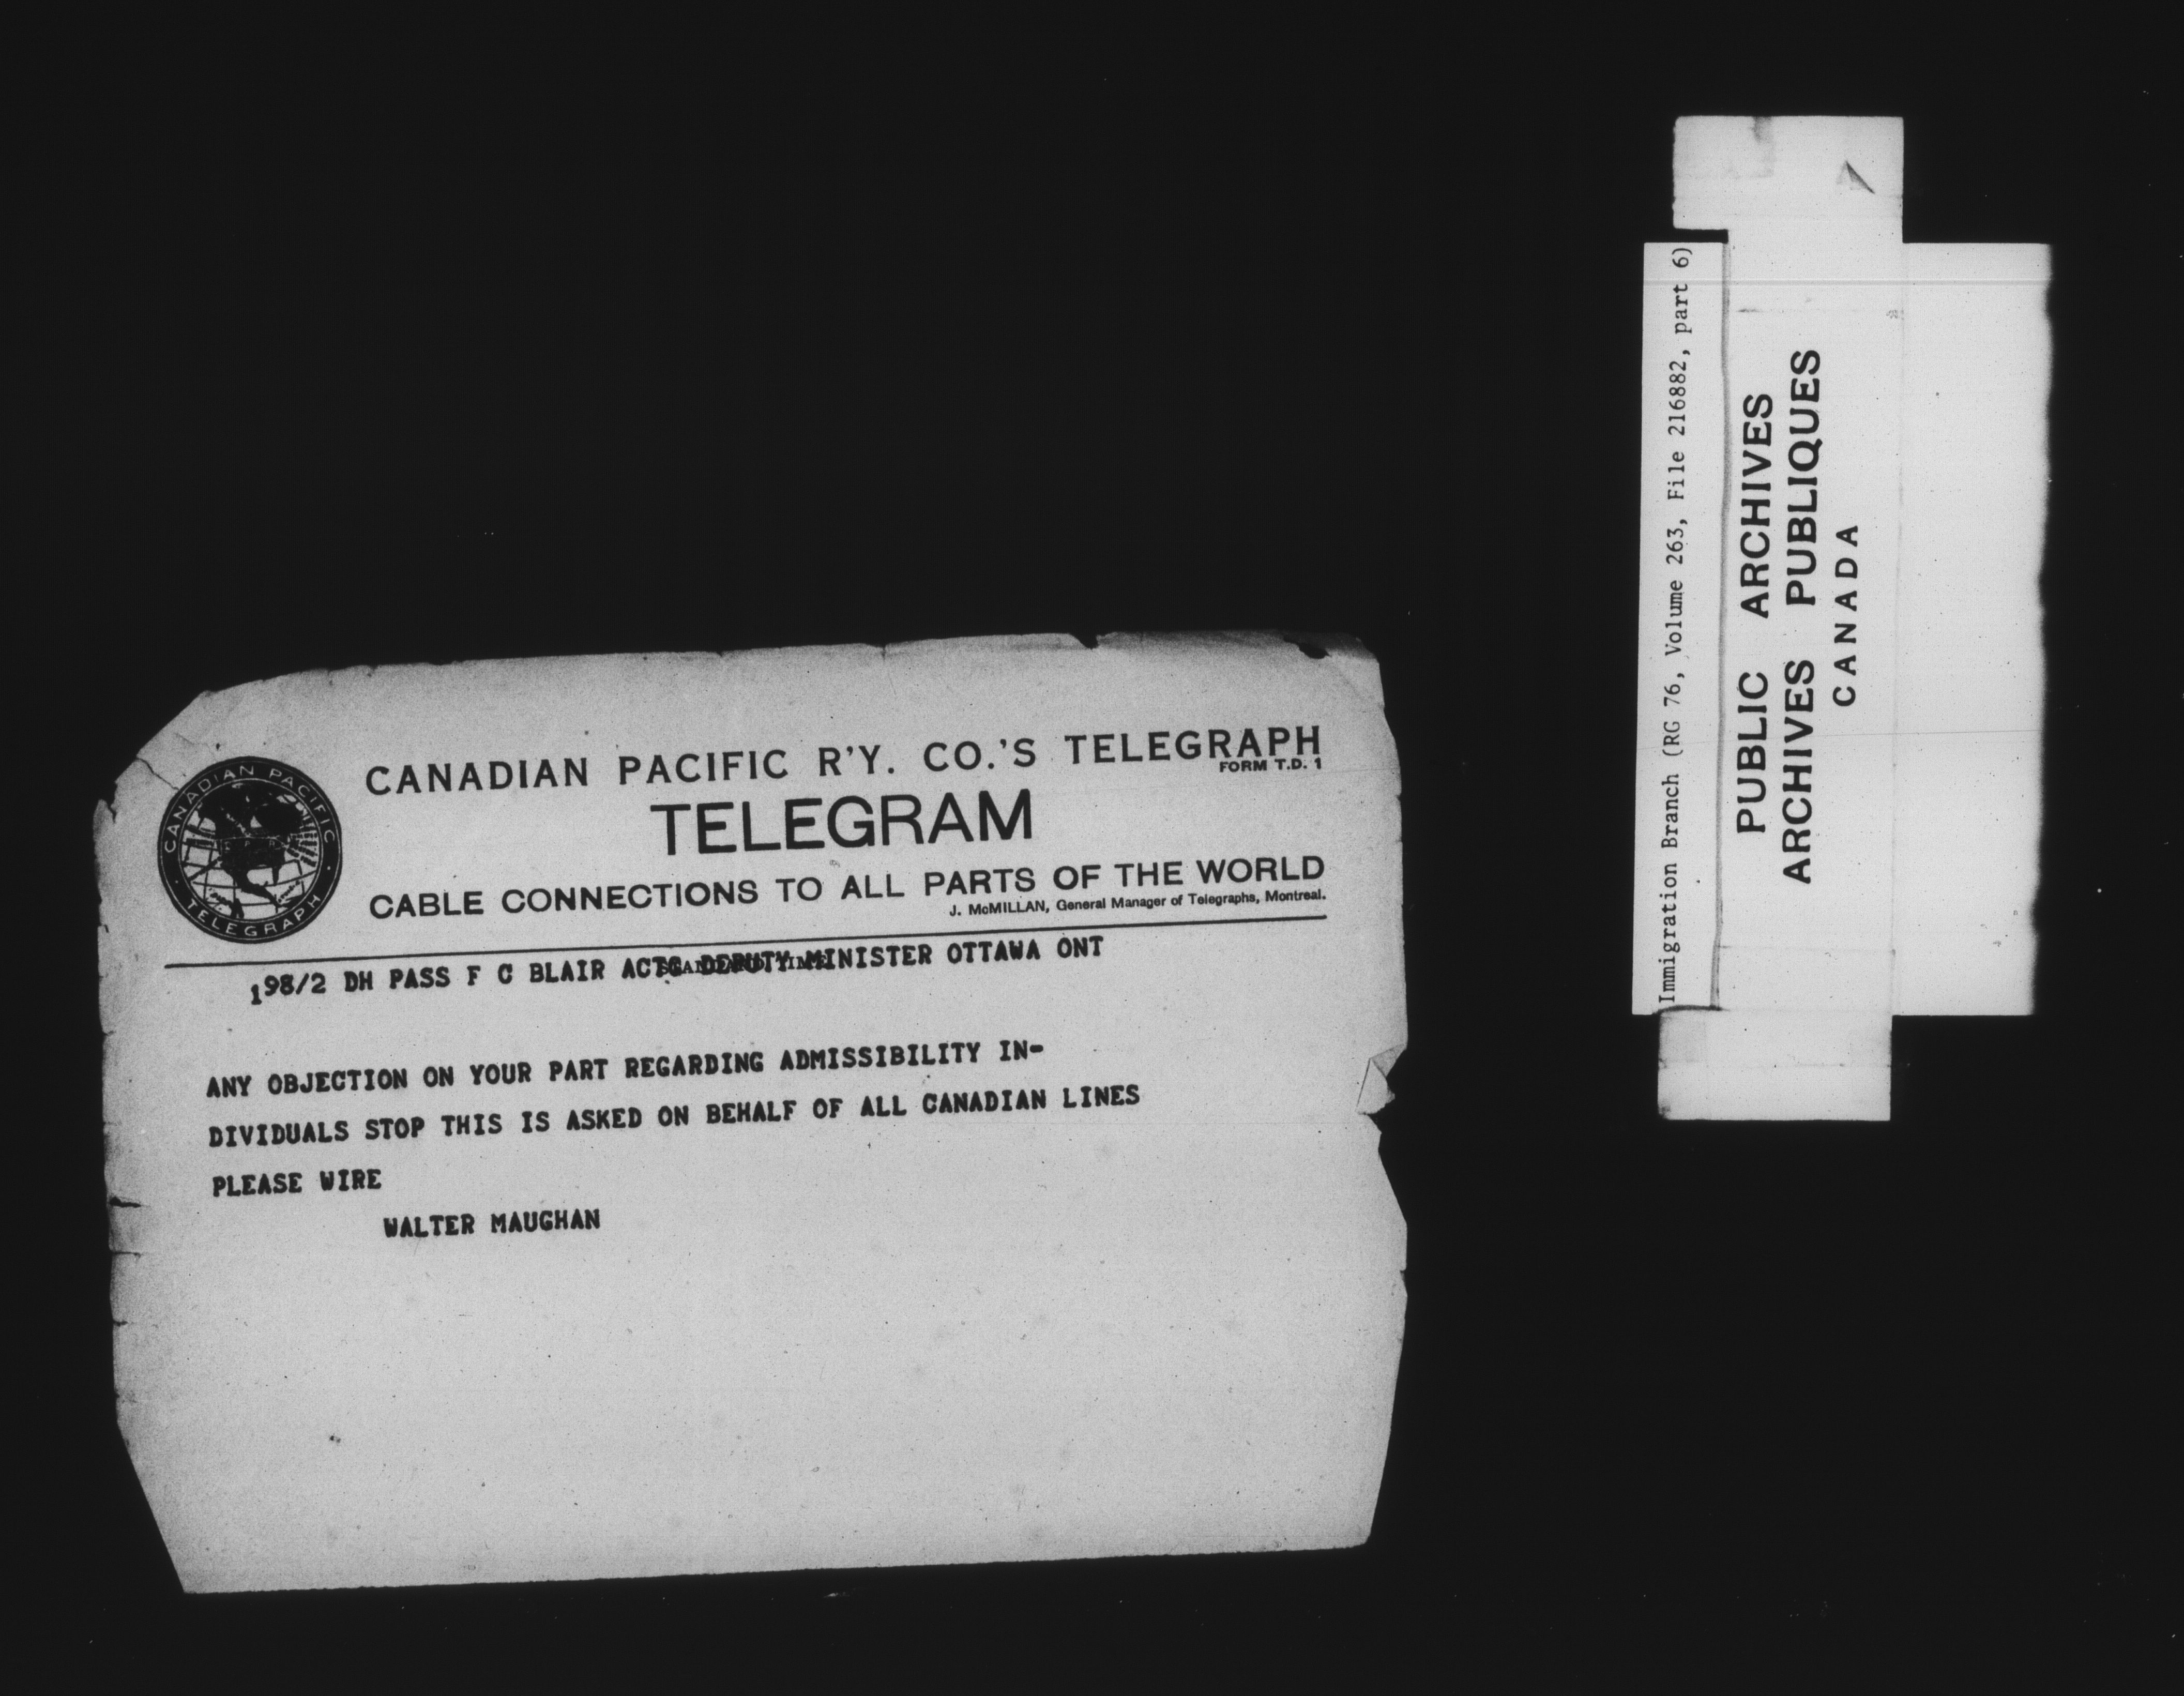 CANADIAN PACIFIC
TELEGRAPH
CANADIAN PACIFIC R'Y. CO.'S TELEGRAPH
FORM T.D. 1
TELEGRAM
CABLE CONNECTIONS TO ALL PARTS OF THE WORLD
J. McMILLAN, General Manager of Telegraphs, Montreal.
198/2 DH PASS F C BLAIR ACTG DEPUTY MINISTER OTTAWA ONT
ANY OBJECTION ON YOUR PART REGARDING ADMISSIBILITY IN-
DIVIDUALS STOP THIS IS ASKED ON BEHALF OF ALL CANADIAN LINES
PLEASE WIRE
WALTER MAUGHAN
Immigration Branch (RG 76, Volume 263, File 216882, part 6)
PUBLIC ARCHIVES
ARCHIVES PUBLIQUES
CANADA